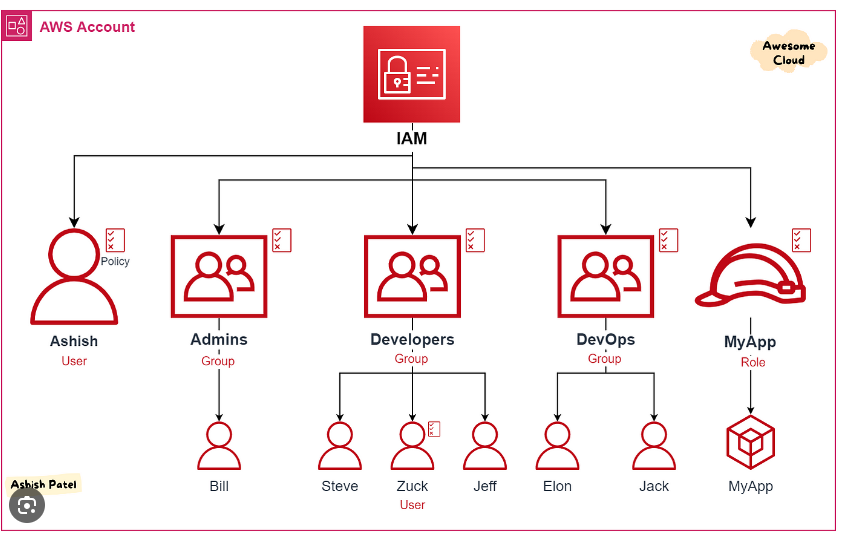 AWS Account
Awesome
Cloud
IAM
Policy
Ashish
User
Admins
Group
Developers
Group
DevOps
Group
MyApp
Role
Bill
Steve
Zuck
User
Jeff
Elon
Jack
MyApp
Ashish Patel